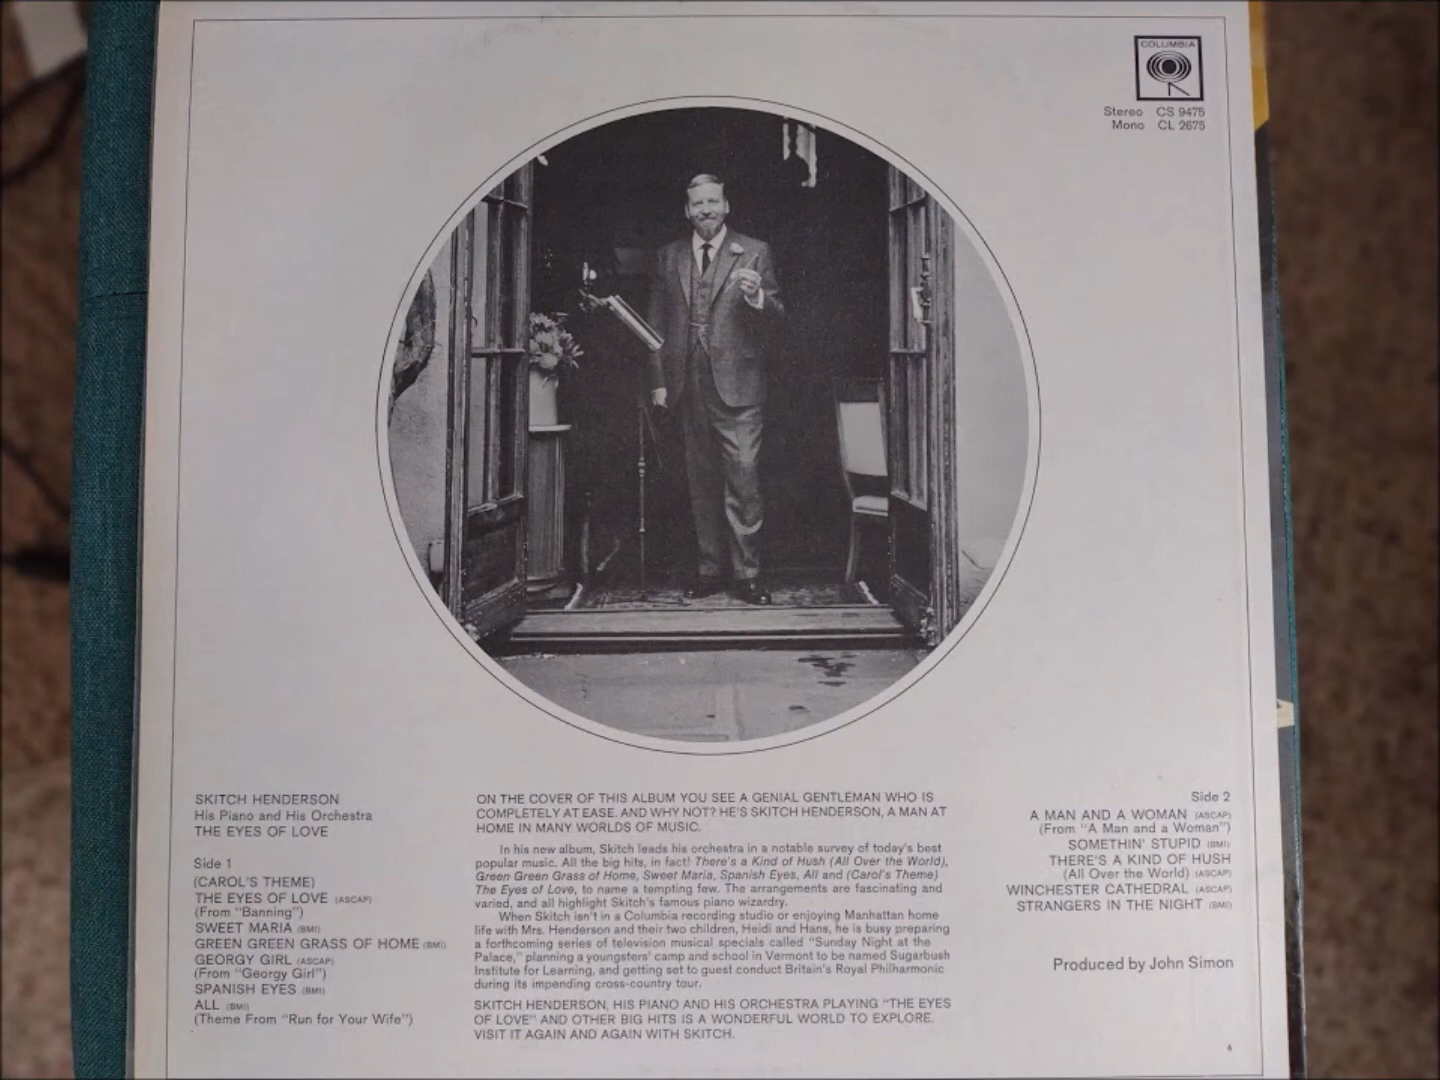 COLUMBIA
Stereo CS 9475
Mono CL 2675
SKITCH HENDERSON
His Piano and His Orchestra
THE EYES OF LOVE
Side 1
(CAROL'S THEME)
THE EYES OF LOVE (ASCAP)
(From "Banning")
SWEET MARIA (BMI)
GREEN GREEN GRASS OF HOME (BMI)
GEORGY GIRL (ASCAP)
(From "Georgy Girl")
SPANISH EYES (BMI)
ALL (BMI)
(Theme From "Run for Your Wife")
ON THE COVER OF THIS ALBUM YOU SEE A GENIAL GENTLEMAN WHO IS
COMPLETELY AT EASE. AND WHY NOT? HE'S SKITCH HENDERSON, A MAN AT
HOME IN MANY WORLDS OF MUSIC.
In his new album, Skitch leads his orchestra in a notable survey of today's best
popular music. All the big hits, in fact! There's a Kind of Hush (All Over the World),
Green Green Grass of Home, Sweet Maria, Spanish Eyes, All and (Carol's Theme)
The Eyes of Love, to name a tempting few. The arrangements are fascinating and
varied, and all highlight Skitch's famous piano wizardry.
When Skitch isn't in a Columbia recording studio or enjoying Manhattan home
life with Mrs. Henderson and their two children, Heidi and Hans, he is busy preparing
a forthcoming series of television musical specials called "Sunday Night at the
Palace," planning a youngsters' camp and school in Vermont to be named Sugarbush
Institute for Learning, and getting set to guest conduct Britain's Royal Philharmonic
during its impending cross-country tour.
SKITCH HENDERSON, HIS PIANO AND HIS ORCHESTRA PLAYING "THE EYES
OF LOVE" AND OTHER BIG HITS IS A WONDERFUL WORLD TO EXPLORE.
VISIT IT AGAIN AND AGAIN WITH SKITCH.
Side 2
A MAN AND A WOMAN (ASCAP)
(From "A Man and a Woman")
SOMETHIN' STUPID (BMI)
THERE'S A KIND OF HUSH
(All Over the World) (ASCAP)
WINCHESTER CATHEDRAL (ASCAP)
STRANGERS IN THE NIGHT (BMI)
Produced by John Simon
6